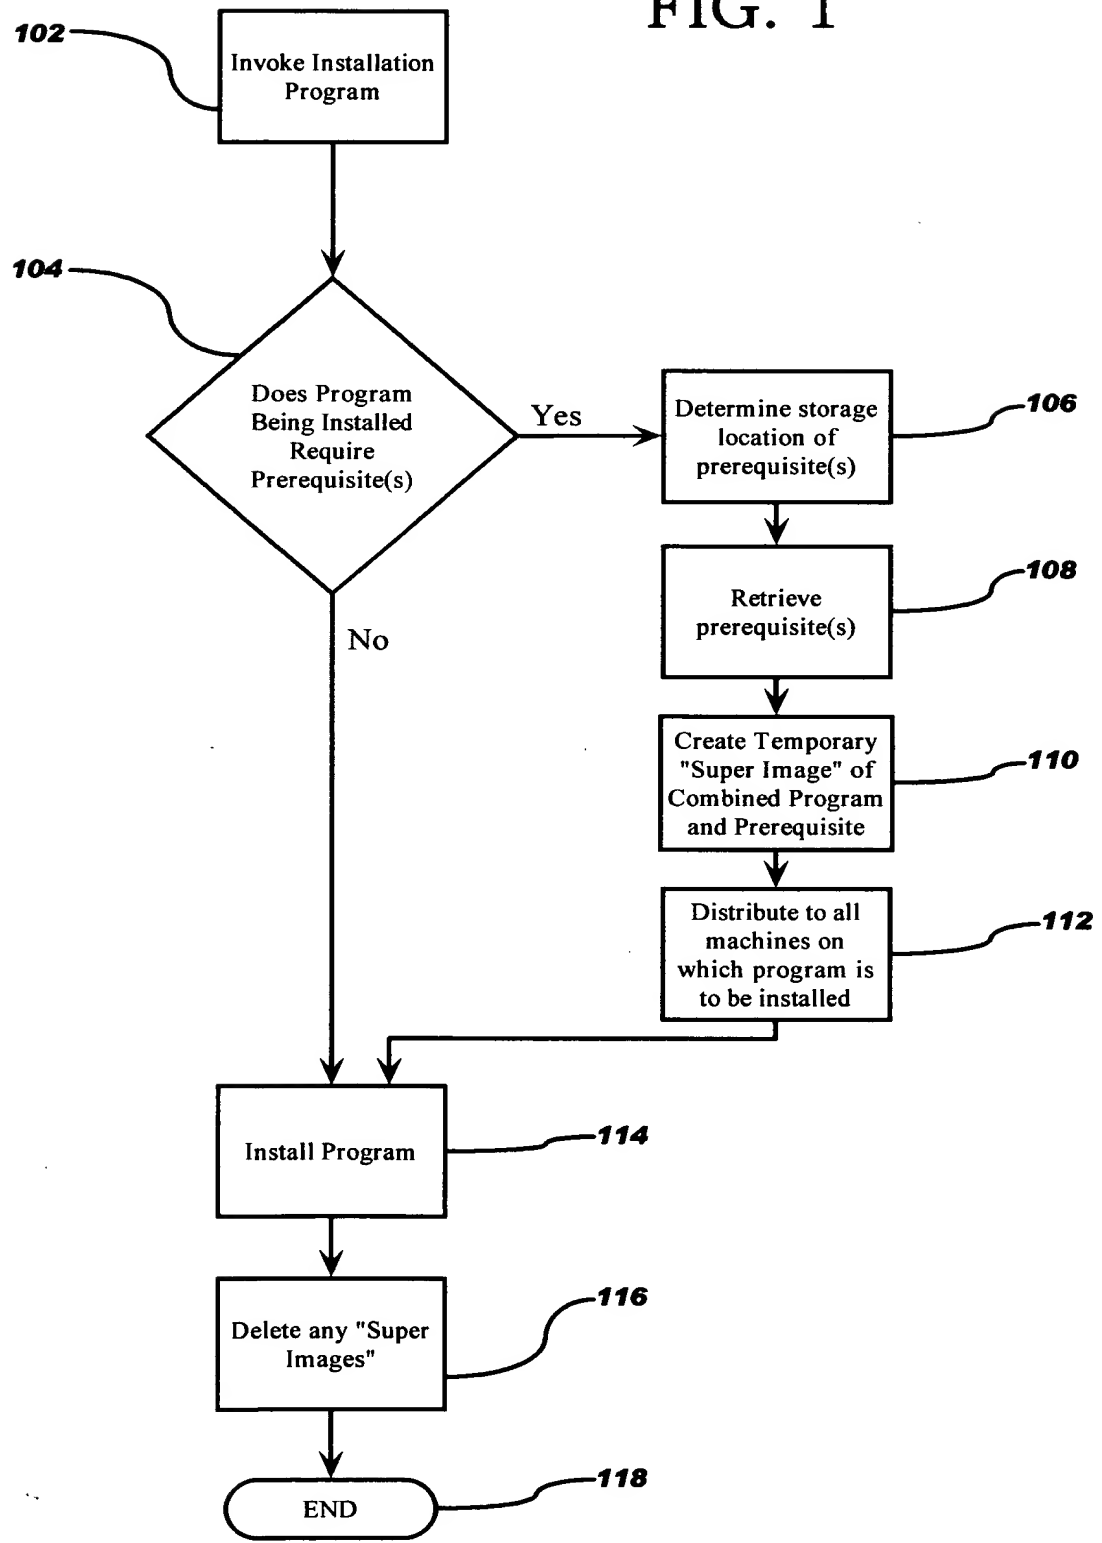 FIG. 1
102
Invoke Installation
Program
104
Does Program
Being Installed
Require
Prerequisite(s)
Yes
No
Determine storage
location of
prerequisite(s)
106
Retrieve
prerequisite(s)
108
Create Temporary
"Super Image" of
Combined Program
and Prerequisite
110
Distribute to all
machines on
which program is
to be installed
112
Install Program
114
Delete any "Super
Images"
116
END
118